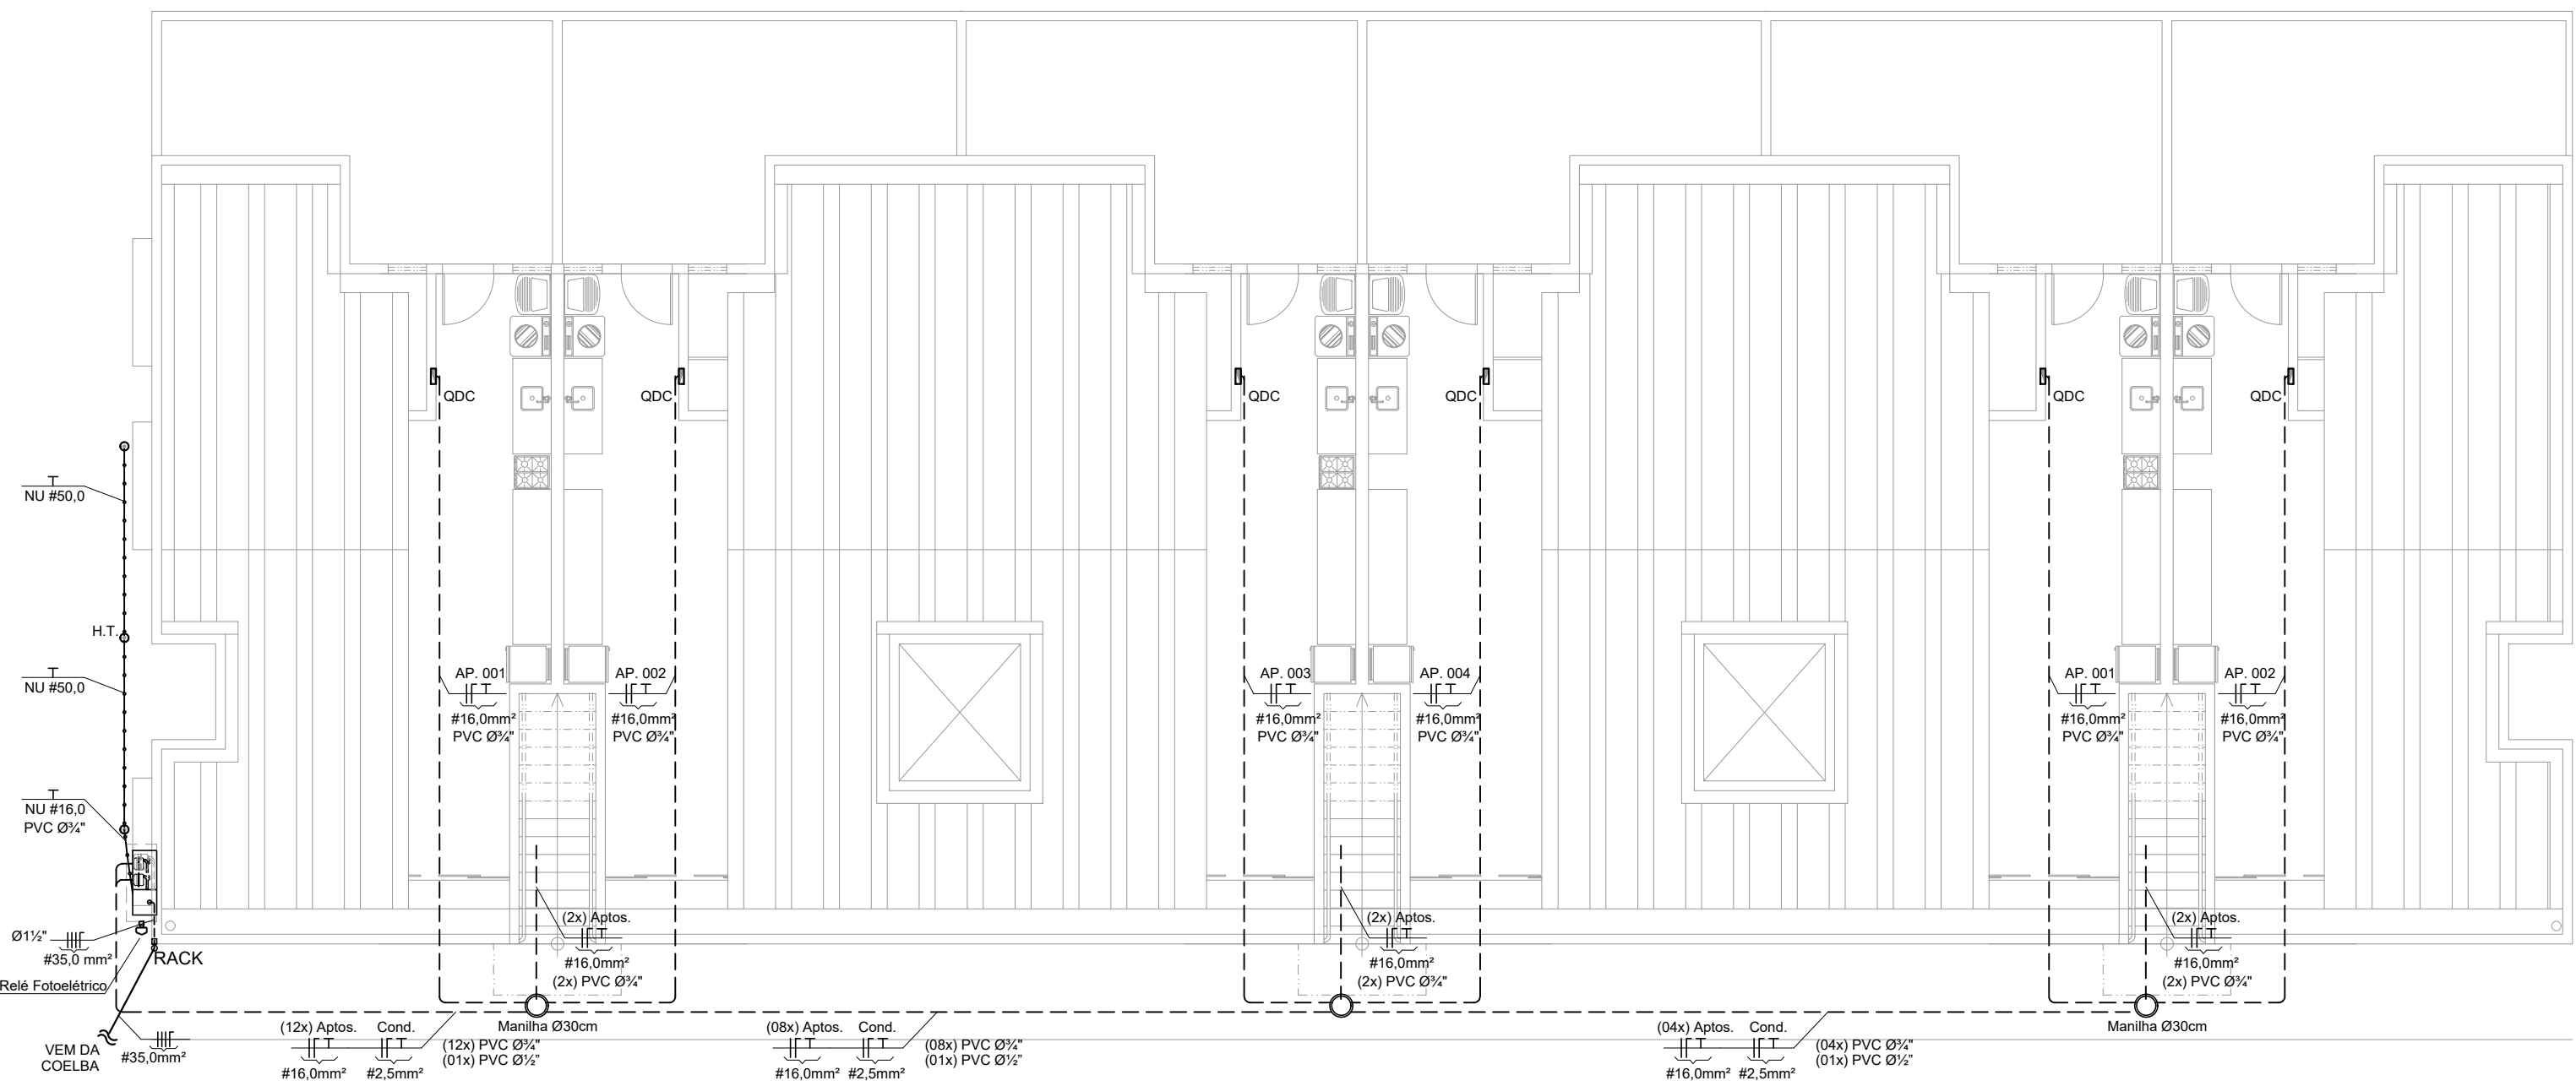 QDC
QDC
QDC
QDC
QDC
QDC
NU #50,0
H.T.
NU #50,0
AP. 001
#16,0mm²
PVC Ø¾"
AP. 002
#16,0mm²
PVC Ø¾"
AP. 003
#16,0mm²
PVC Ø¾"
AP. 004
#16,0mm²
PVC Ø¾"
AP. 001
#16,0mm²
PVC Ø¾"
AP. 002
#16,0mm²
PVC Ø¾"
NU #16,0
PVC Ø¾"
Ø1½"
#35,0 mm²
RACK
Relé Fotoelétrico
(2x) Aptos.
#16,0mm²
(2x) PVC Ø¾"
(2x) Aptos.
#16,0mm²
(2x) PVC Ø¾"
(2x) Aptos.
#16,0mm²
(2x) PVC Ø¾"
Manilha Ø30cm
Manilha Ø30cm
VEM DA
COELBA
#35,0mm²
(12x) Aptos. Cond.
(12x) PVC Ø¾"
(01x) PVC Ø½"
#16,0mm² #2,5mm²
(08x) Aptos. Cond.
(08x) PVC Ø¾"
(01x) PVC Ø½"
#16,0mm² #2,5mm²
(04x) Aptos. Cond.
(04x) PVC Ø¾"
(01x) PVC Ø½"
#16,0mm² #2,5mm²